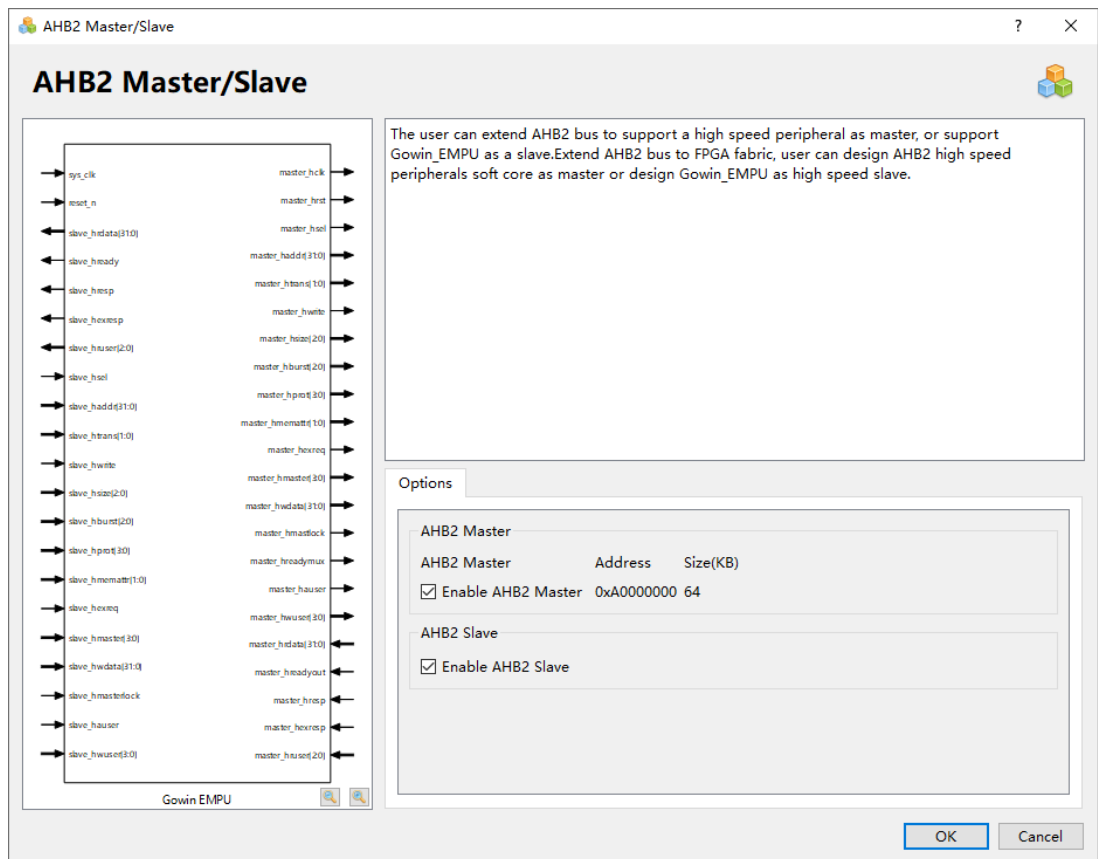 AHB2 Master/Slave
?
AHB2 Master/Slave
sys_clk
reset_n
slave_hrdata(31:0)
slave_hready
slave_hresp
slave_hexresp
slave_hruser(2:0)
slave_hsel
slave_haddr(31:0)
slave_htrans(1:0)
slave_hwrite
slave_hsize(2:0)
slave_hburst(2:0)
slave_hprot(3:0)
slave_hmemattr(1:0)
slave_hexreq
slave_hmaster(3:0)
slave_hwdata(31:0)
slave_hmasterlock
slave_hauser
slave_hwuser(3:0)
master_hclk
master_hrst
master_hsel
master_haddr(31:0)
master_htrans(1:0)
master_hwrite
master_hsize(2:0)
master_hburst(2:0)
master_hprot(3:0)
master_hmemattr(1:0)
master_hexreq
master_hmaster(3:0)
master_hwdata(31:0)
master_hmastlock
master_hreadymux
master_hauser
master_hwuser(3:0)
master_hrdata(31:0)
master_hreadyout
master_hresp
master_hexresp
master_hruser(2:0)
Gowin EMPU
The user can extend AHB2 bus to support a high speed peripheral as master, or support
Gowin_EMPU as a slave.Extend AHB2 bus to FPGA fabric, user can design AHB2 high speed
peripherals soft core as master or design Gowin_EMPU as high speed slave.
Options
AHB2 Master
AHB2 Master Address Size(KB)
Enable AHB2 Master 0xA0000000 64
AHB2 Slave
Enable AHB2 Slave
OK Cancel